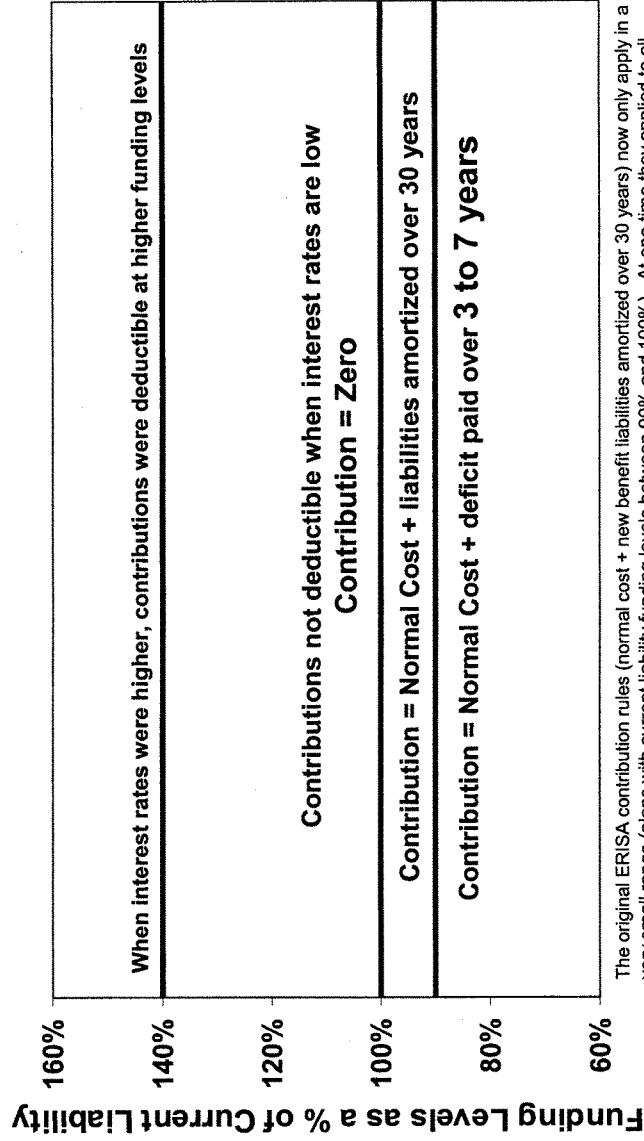 Funding Levels as a % of Current Liability
160%
When interest rates were higher, contributions were deductible at higher funding levels
140%
120%
Contributions not deductible when interest rates are low
Contribution = Zero
100%
Contribution = Normal Cost + liabilities amortized over 30 years
Contribution = Normal Cost + deficit paid over 3 to 7 years
80%
60%
The original ERISA contribution rules (normal cost + new benefit liabilities amortized over 30 years) now only apply in a
very small range (plans with current liability funding levels between 90% and 100%). At one time they applied to all